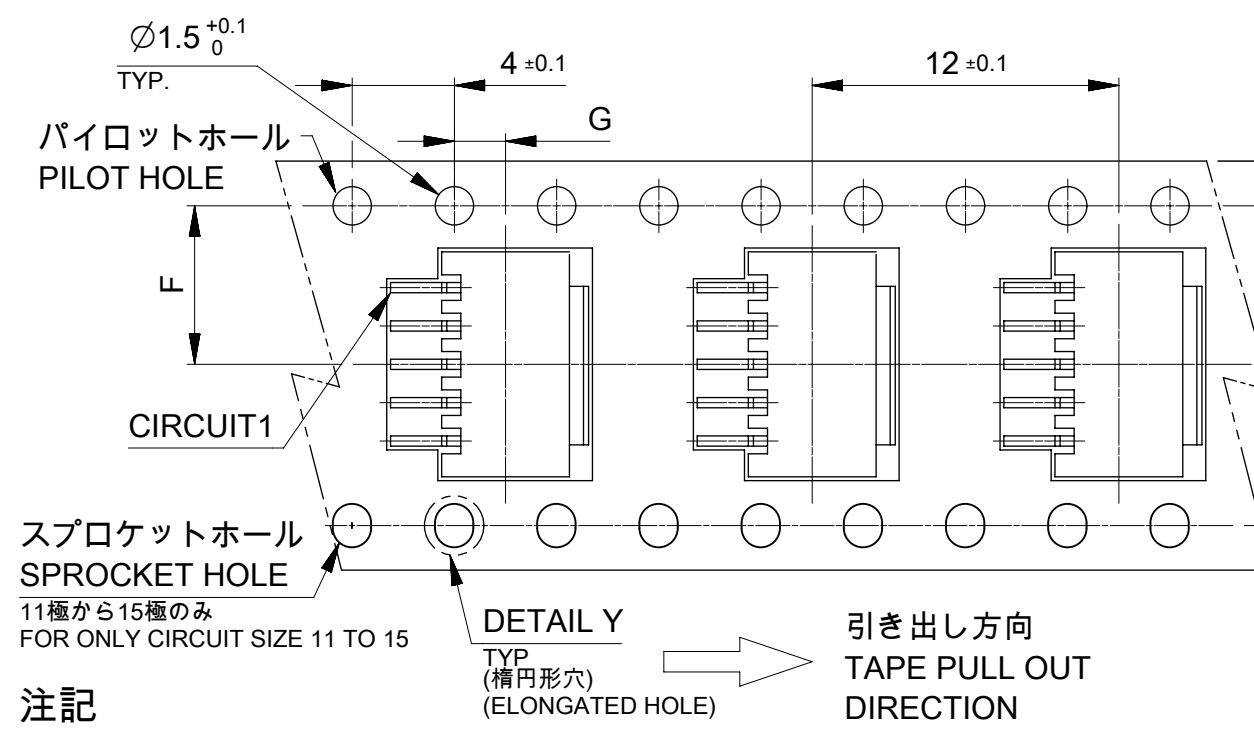 ∅1.5 +0.1 0
TYP.
4 ±0.1
12 ±0.1
G
パイロットホール
PILOT HOLE
F
CIRCUIT1
スプロケットホール
SPROCKET HOLE
11極から15極のみ
FOR ONLY CIRCUIT SIZE 11 TO 15
DETAIL Y
TYP
(楕円形穴)
(ELONGATED HOLE)
引き出し方向
TAPE PULL OUT
DIRECTION
注記